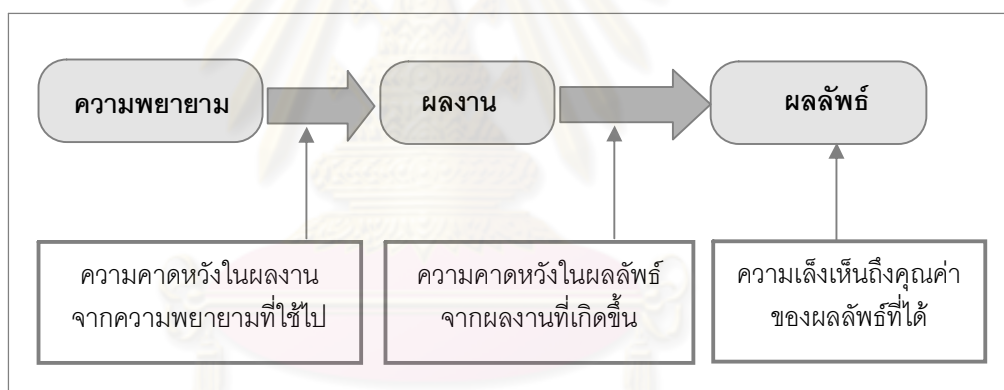 ความพยายาม
ผลงาน
ผลลัพธ์
ความคาดหวังในผลงาน
จากความพยายามที่ใช้ไป
ความคาดหวังในผลลัพธ์
จากผลงานที่เกิดขึ้น
ความเล็งเห็นถึงคุณค่า
ของผลลัพธ์ที่ได้